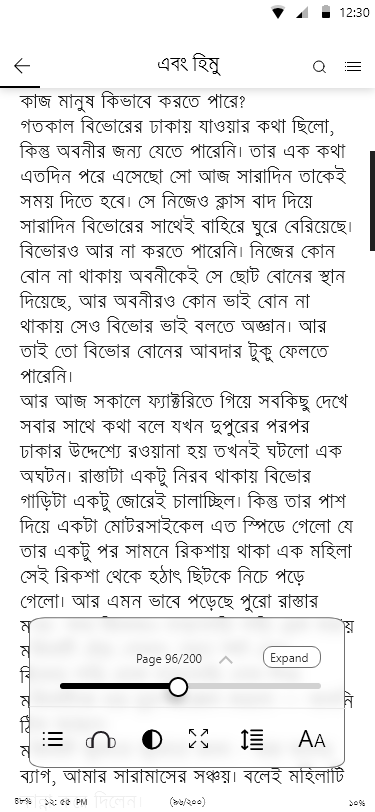 12:30
এবং হিমু
কাজ মানুষ কিভাবে করতে পারে?
গতকাল বিভোরের ঢাকায় যাওয়ার কথা ছিলো,
কিন্তু অবনীর জন্য যেতে পারেনি। তার এক কথা
এতদিন পরে এসেছো সো আজ সারাদিন তাকেই
সময় দিতে হবে। সে নিজেও ক্লাস বাদ দিয়ে
সারাদিন বিভোরের সাথেই বাহিরে ঘুরে বেরিয়েছে।
বিভোরও আর না করতে পারেনি। নিজের কোন
বোন না থাকায় অবনীকেই সে ছোট বোনের স্থান
দিয়েছে, আর অবনীরও কোন ভাই বোন না
থাকায় সেও বিভোর ভাই বলতে অজ্ঞান। আর
তাই তো বিভোর বোনের আবদার টুকু ফেলতে
পারেনি।
আর আজ সকালে ফ্যাক্টরিতে গিয়ে সবকিছু দেখে
সবার সাথে কথা বলে যখন দুপুরের পরপর
ঢাকার উদ্দেশ্যে রওয়ানা হয় তখনই ঘটলো এক
অঘটন। রাস্তাটা একটু নিরব থাকায় বিভোর
গাড়িটা একটু জোরেই চালাচ্ছিল। কিন্তু তার পাশ
দিয়ে একটা মোটরসাইকেল এত স্পিডে গেলো যে
তার একটু পর সামনে রিকশায় থাকা এক মহিলা
সেই রিকশা থেকে হঠাৎ ছিটকে নিচে পড়ে
গেলো। আর এমন ভাবে পড়েছে পুরো রাস্তার
Page 96/200
Expand
AA
ব্যাগ, আমার সারামাসের সঞ্চয়। বলেই মহিলাটি
৪৮% ১২: ৫৫ PM (৯৬/২০০) ১০%